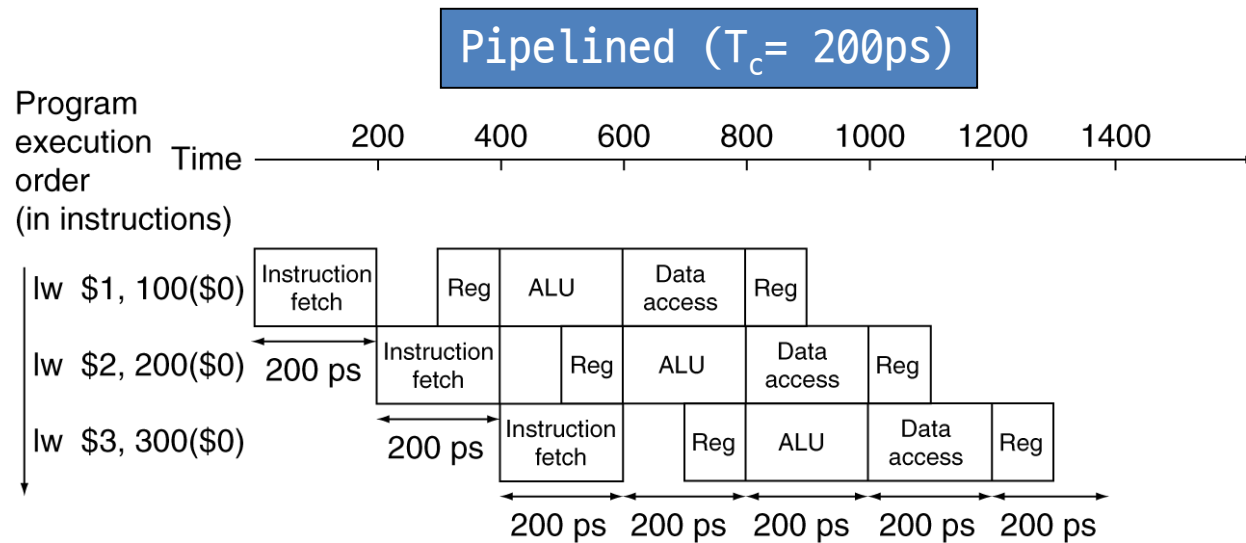 Pipelined (Tc= 200ps)
Program
execution
order
(in instructions)
Time
200 400 600 800 1000 1200 1400
lw $1, 100($0)
Instruction
fetch
Reg
ALU
Data
access
Reg
200 ps
lw $2, 200($0)
Instruction
fetch
Reg
ALU
Data
access
Reg
200 ps
lw $3, 300($0)
Instruction
fetch
Reg
ALU
Data
access
Reg
200 ps 200 ps 200 ps 200 ps 200 ps